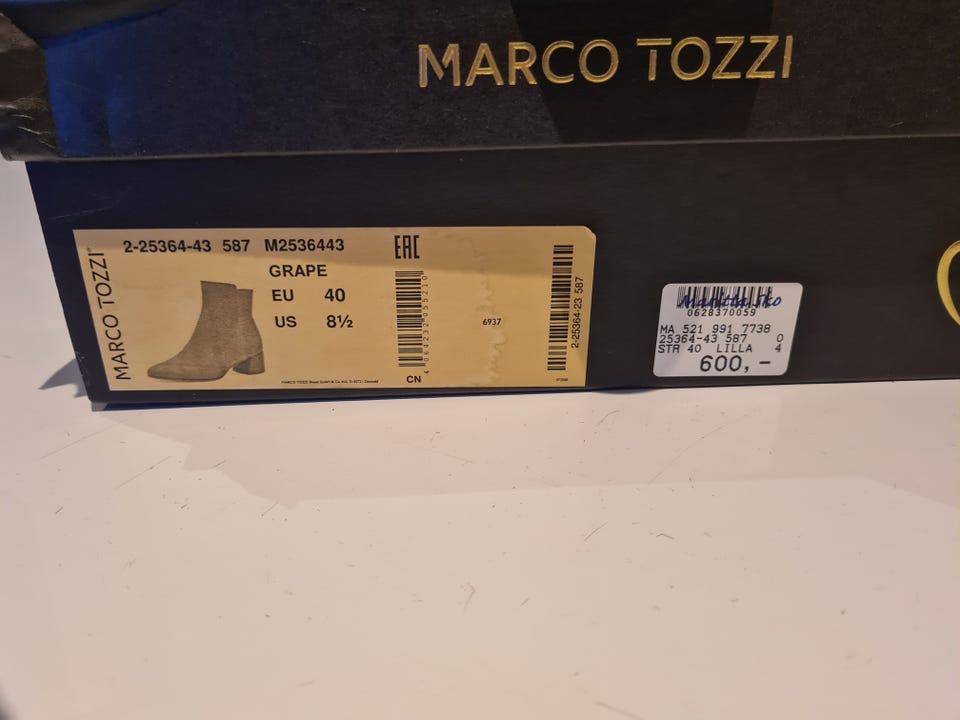 MARCO TOZZI
MARCO TOZZI
2-25364-43 587 M2536443
GRAPE
EU 40
US 8½
EAC
CN
6937
2-25364-23 587
0628370059
MA 521 991 7738
25364-43 587 0
STR 40 LILLA 4
600,-